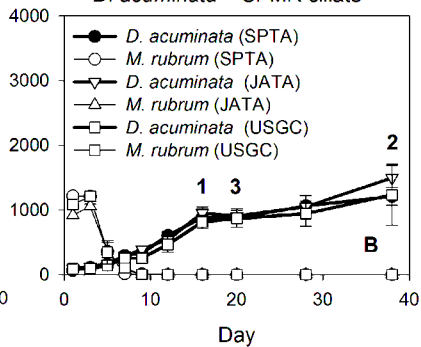 4000
3000
2000
1000
0
D. acuminata (SPTA)
M. rubrum (SPTA)
D. acuminata (JATA)
M. rubrum (JATA)
D. acuminata (USGC)
M. rubrum (USGC)
1 3 2
B
0
0 10 20 30 40
Day